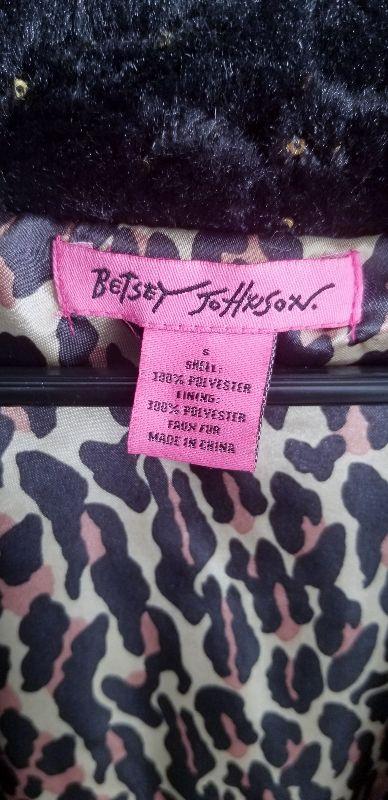 BETSEY JOHNSON.
S
SHELL:
100% POLYESTER
LINING:
100% POLYESTER
FAUX FUR
MADE IN CHINA